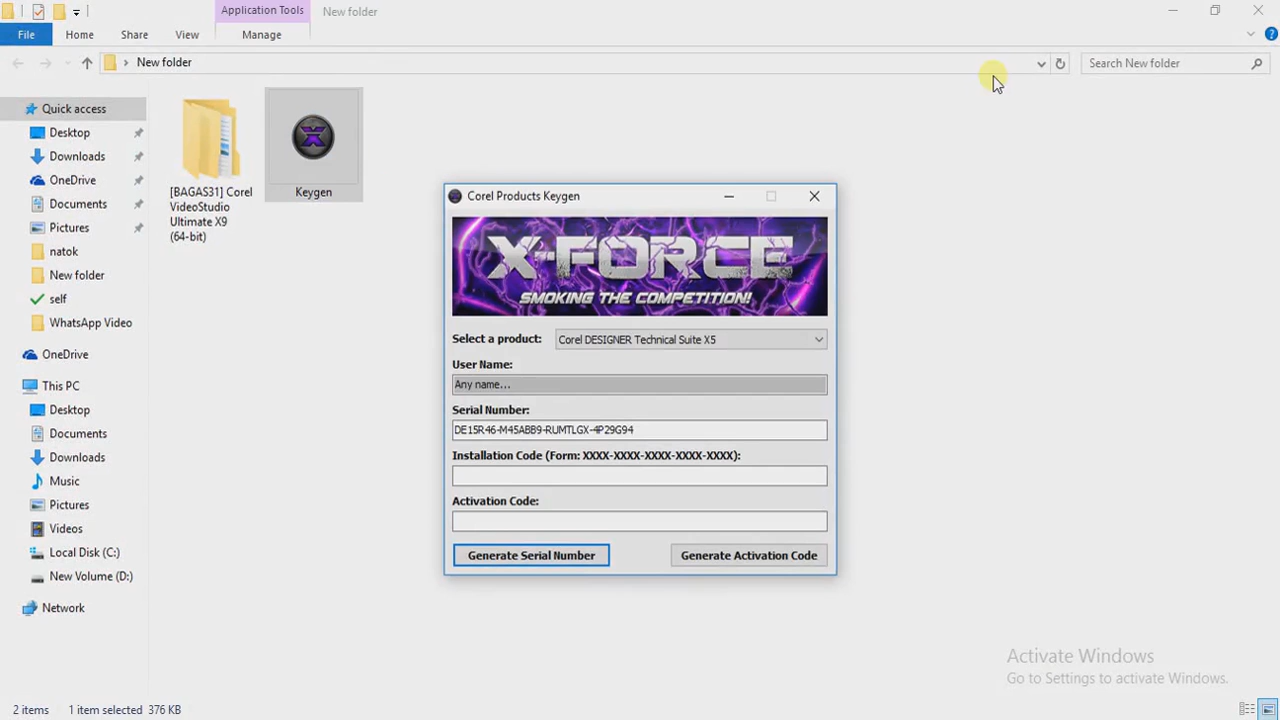 Application Tools
New folder
File
Home
Share
View
Manage
New folder
Search New folder
Quick access
Desktop
Downloads
OneDrive
Documents
Pictures
natok
New folder
self
WhatsApp Video
OneDrive
This PC
Desktop
Documents
Downloads
Music
Pictures
Videos
Local Disk (C:)
New Volume (D:)
Network
[BAGAS31] Corel
VideoStudio
Ultimate X9
(64-bit)
Keygen
Corel Products Keygen
X-FORCE
SMOKING THE COMPETITION!
Select a product: Corel DESIGNER Technical Suite X5
User Name:
Any name...
Serial Number:
DE15R46-M45ABB9-RUMTLGX-4P29G94
Installation Code (Form: XXXX-XXXX-XXXX-XXXX-XXXX):
Activation Code:
Generate Serial Number
Generate Activation Code
Activate Windows
Go to Settings to activate Windows.
2 items 1 item selected 376 KB